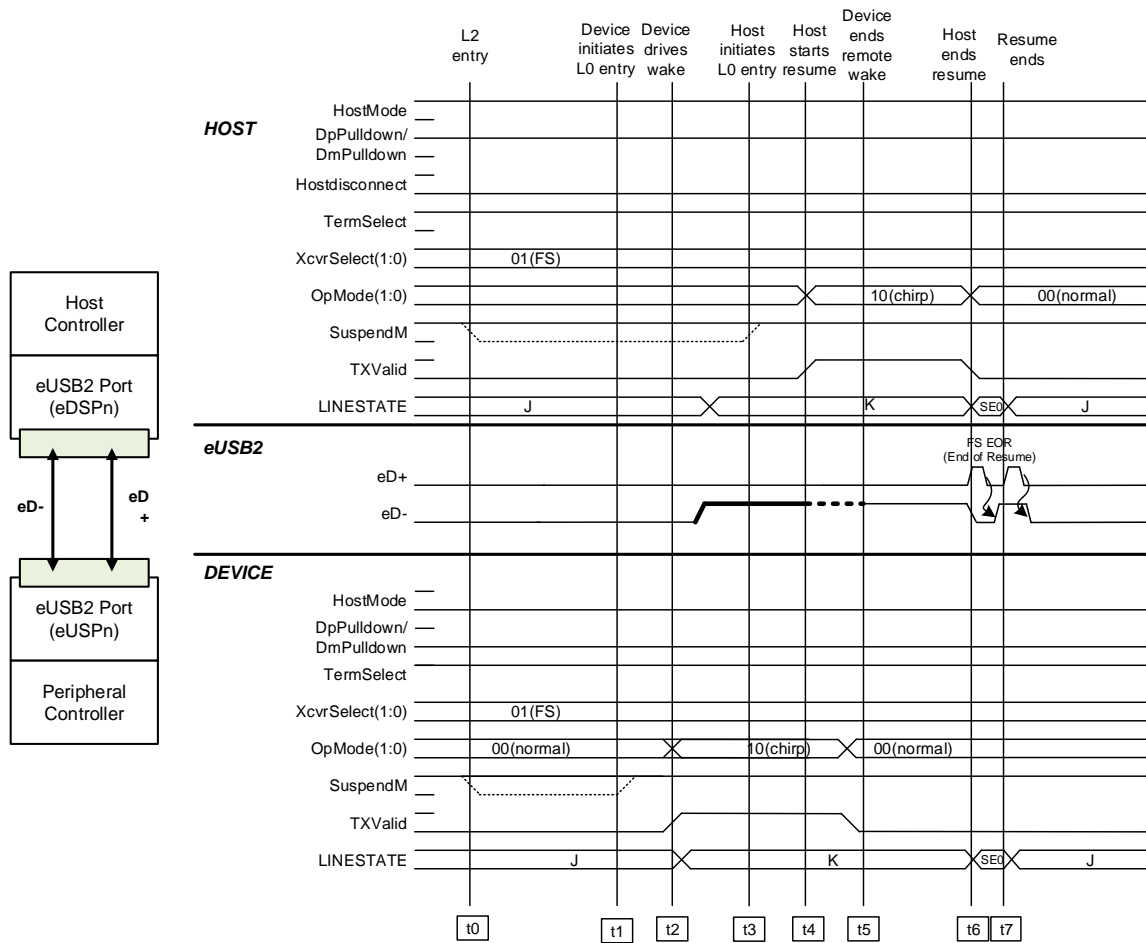 L2
entry
Device
initiates
L0 entry
Device
drives
wake
Host
initiates
L0 entry
Host
starts
resume
Device
ends
remote
wake
Host
ends
resume
Resume
ends
HOST
HostMode
DpPulldown/
DmPulldown
Hostdisconnect
TermSelect
XcvrSelect(1:0)
01(FS)
OpMode(1:0)
10(chirp)
00(normal)
SuspendM
TXValid
LINESTATE
J
K
SE0
J
eUSB2
FS EOR
(End of Resume)
eD+
eD-
DEVICE
HostMode
DpPulldown/
DmPulldown
TermSelect
XcvrSelect(1:0)
01(FS)
OpMode(1:0)
00(normal)
10(chirp)
00(normal)
SuspendM
TXValid
LINESTATE
J
K
SE0
J
t0
t1
t2
t3
t4
t5
t6
t7
Host
Controller
eUSB2 Port
(eDSPn)
eD-
eD
+
eUSB2 Port
(eUSPn)
Peripheral
Controller